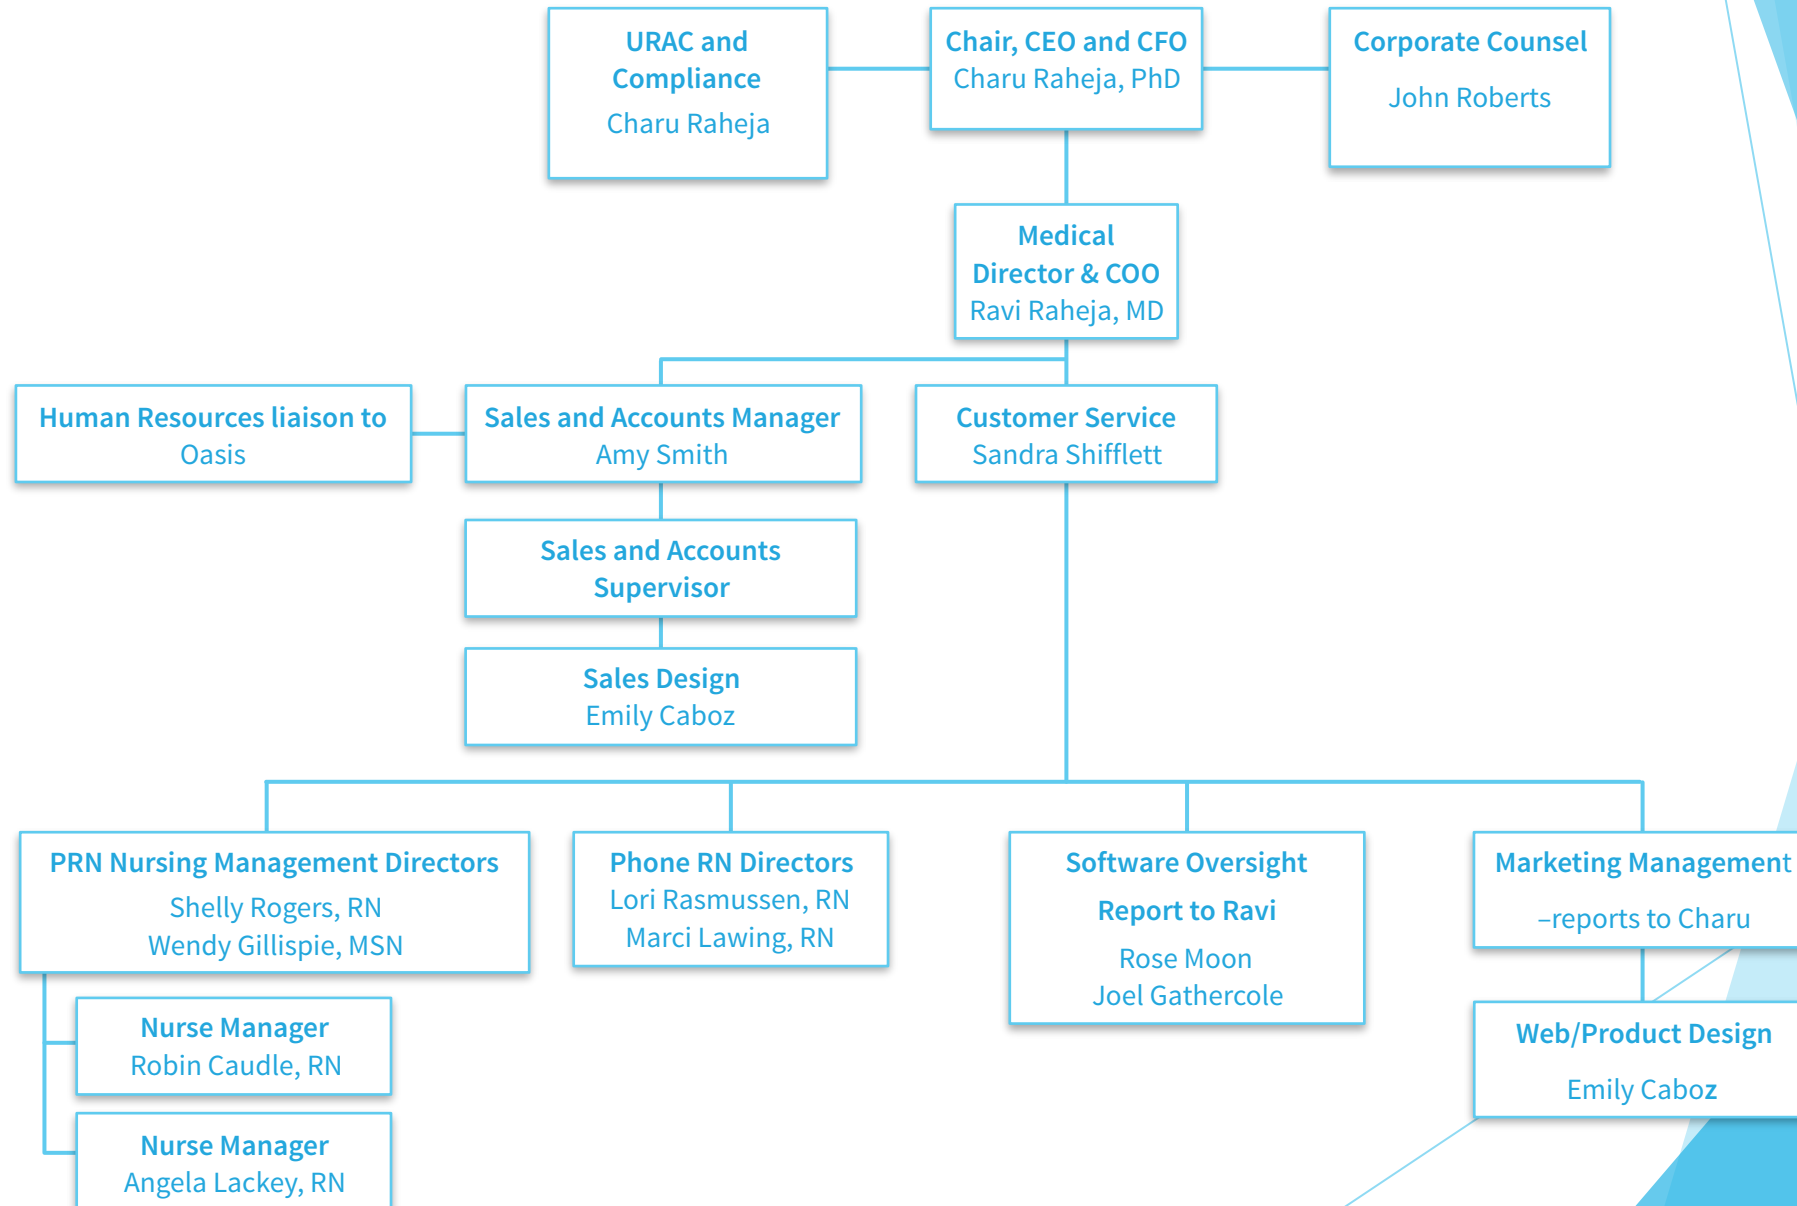 URAC and
Compliance
Charu Raheja
Chair, CEO and CFO
Charu Raheja, PhD
Corporate Counsel
John Roberts
Medical
Director & COO
Ravi Raheja, MD
Human Resources liaison to
Oasis
Sales and Accounts Manager
Amy Smith
Customer Service
Sandra Shifflett
Sales and Accounts
Supervisor
Sales Design
Emily Caboz
PRN Nursing Management Directors
Shelly Rogers, RN
Wendy Gillispie, MSN
Phone RN Directors
Lori Rasmussen, RN
Marci Lawing, RN
Software Oversight
Report to Ravi
Rose Moon
Joel Gathercole
Marketing Management
–reports to Charu
Nurse Manager
Robin Caudle, RN
Web/Product Design
Emily Caboz
Nurse Manager
Angela Lackey, RN